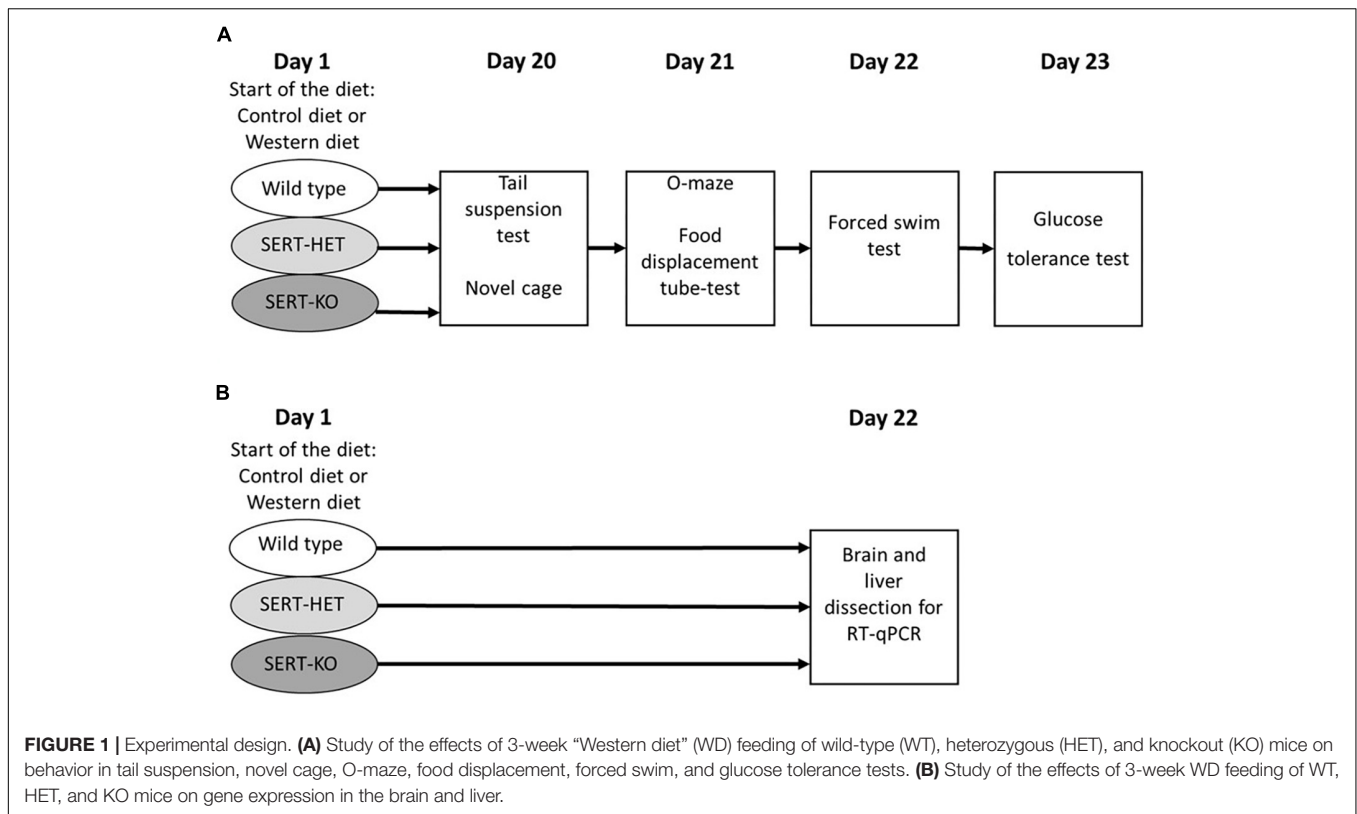 A
Day 1
Day 20
Day 21
Day 22
Day 23
Start of the diet:
Control diet or
Western diet
Wild type
SERT-HET
SERT-KO
Tail
suspension
test
Novel cage
O-maze
Food
displacement
tube-test
Forced swim
test
Glucose
tolerance test
B
Day 1
Day 22
Start of the diet:
Control diet or
Western diet
Wild type
SERT-HET
SERT-KO
Brain and
liver
dissection for
RT-qPCR
FIGURE 1 | Experimental design. (A) Study of the effects of 3-week “Western diet” (WD) feeding of wild-type (WT), heterozygous (HET), and knockout (KO) mice on
behavior in tail suspension, novel cage, O-maze, food displacement, forced swim, and glucose tolerance tests. (B) Study of the effects of 3-week WD feeding of WT,
HET, and KO mice on gene expression in the brain and liver.